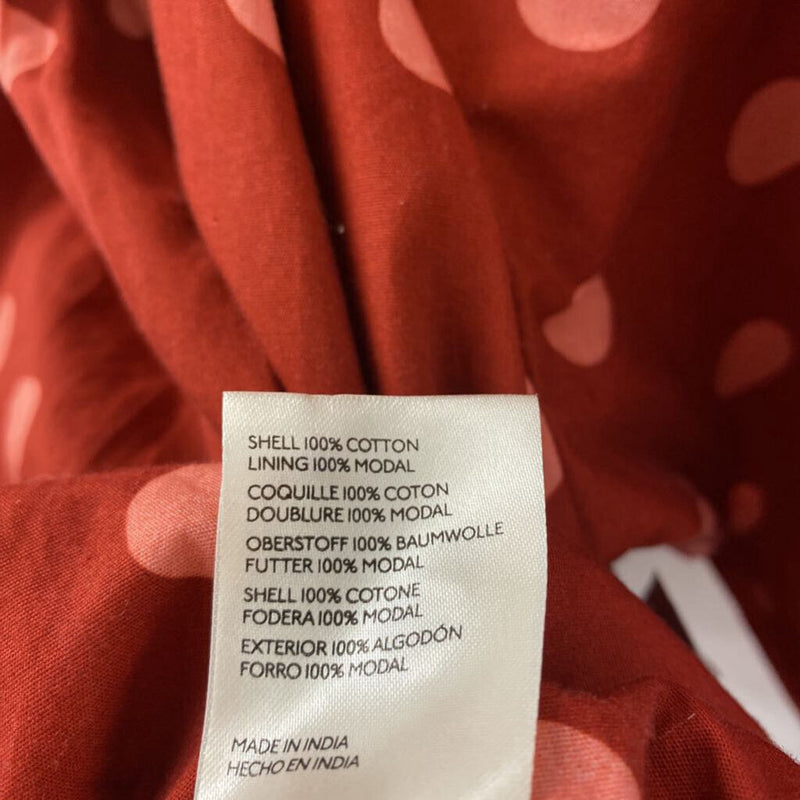 SHELL 100% COTTON
LINING 100% MODAL
COQUILLE 100% COTON
DOUBLURE 100% MODAL
OBERSTOFF 100% BAUMWOLLE
FUTTER 100% MODAL
SHELL 100% COTONE
FODERA 100% MODAL
EXTERIOR 100% ALGODÓN
FORRO 100% MODAL
MADE IN INDIA
HECHO EN INDIA